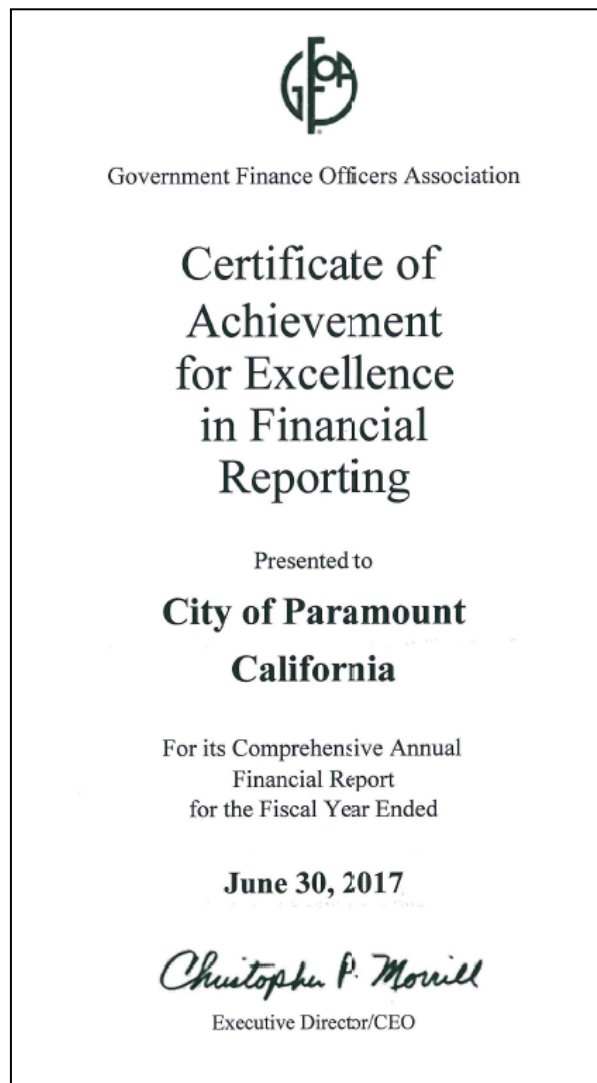 GFOA
Government Finance Officers Association
Certificate of
Achievement
for Excellence
in Financial
Reporting
Presented to
City of Paramount
California
For its Comprehensive Annual
Financial Report
for the Fiscal Year Ended
June 30, 2017
Christopher P. Morrill
Executive Director/CEO